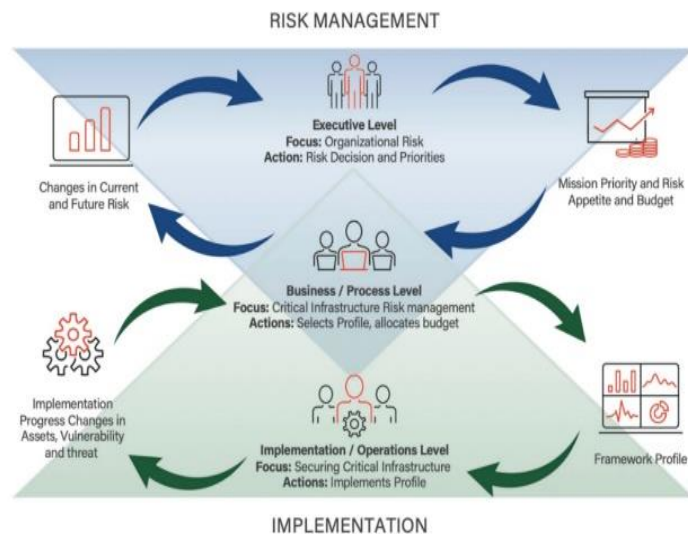 RISK MANAGEMENT
Executive Level
Focus: Organizational Risk
Action: Risk Decision and Priorities
Changes in Current
and Future Risk
Mission Priority and Risk
Appetite and Budget
Business / Process Level
Focus: Critical Infrastructure Risk management
Actions: Selects Profile, allocates budget
Implementation
Progress Changes in
Assets, Vulnerability
and threat
Framework Profile
Implementation / Operations Level
Focus: Securing Critical Infrastructure
Actions: Implements Profile
IMPLEMENTATION